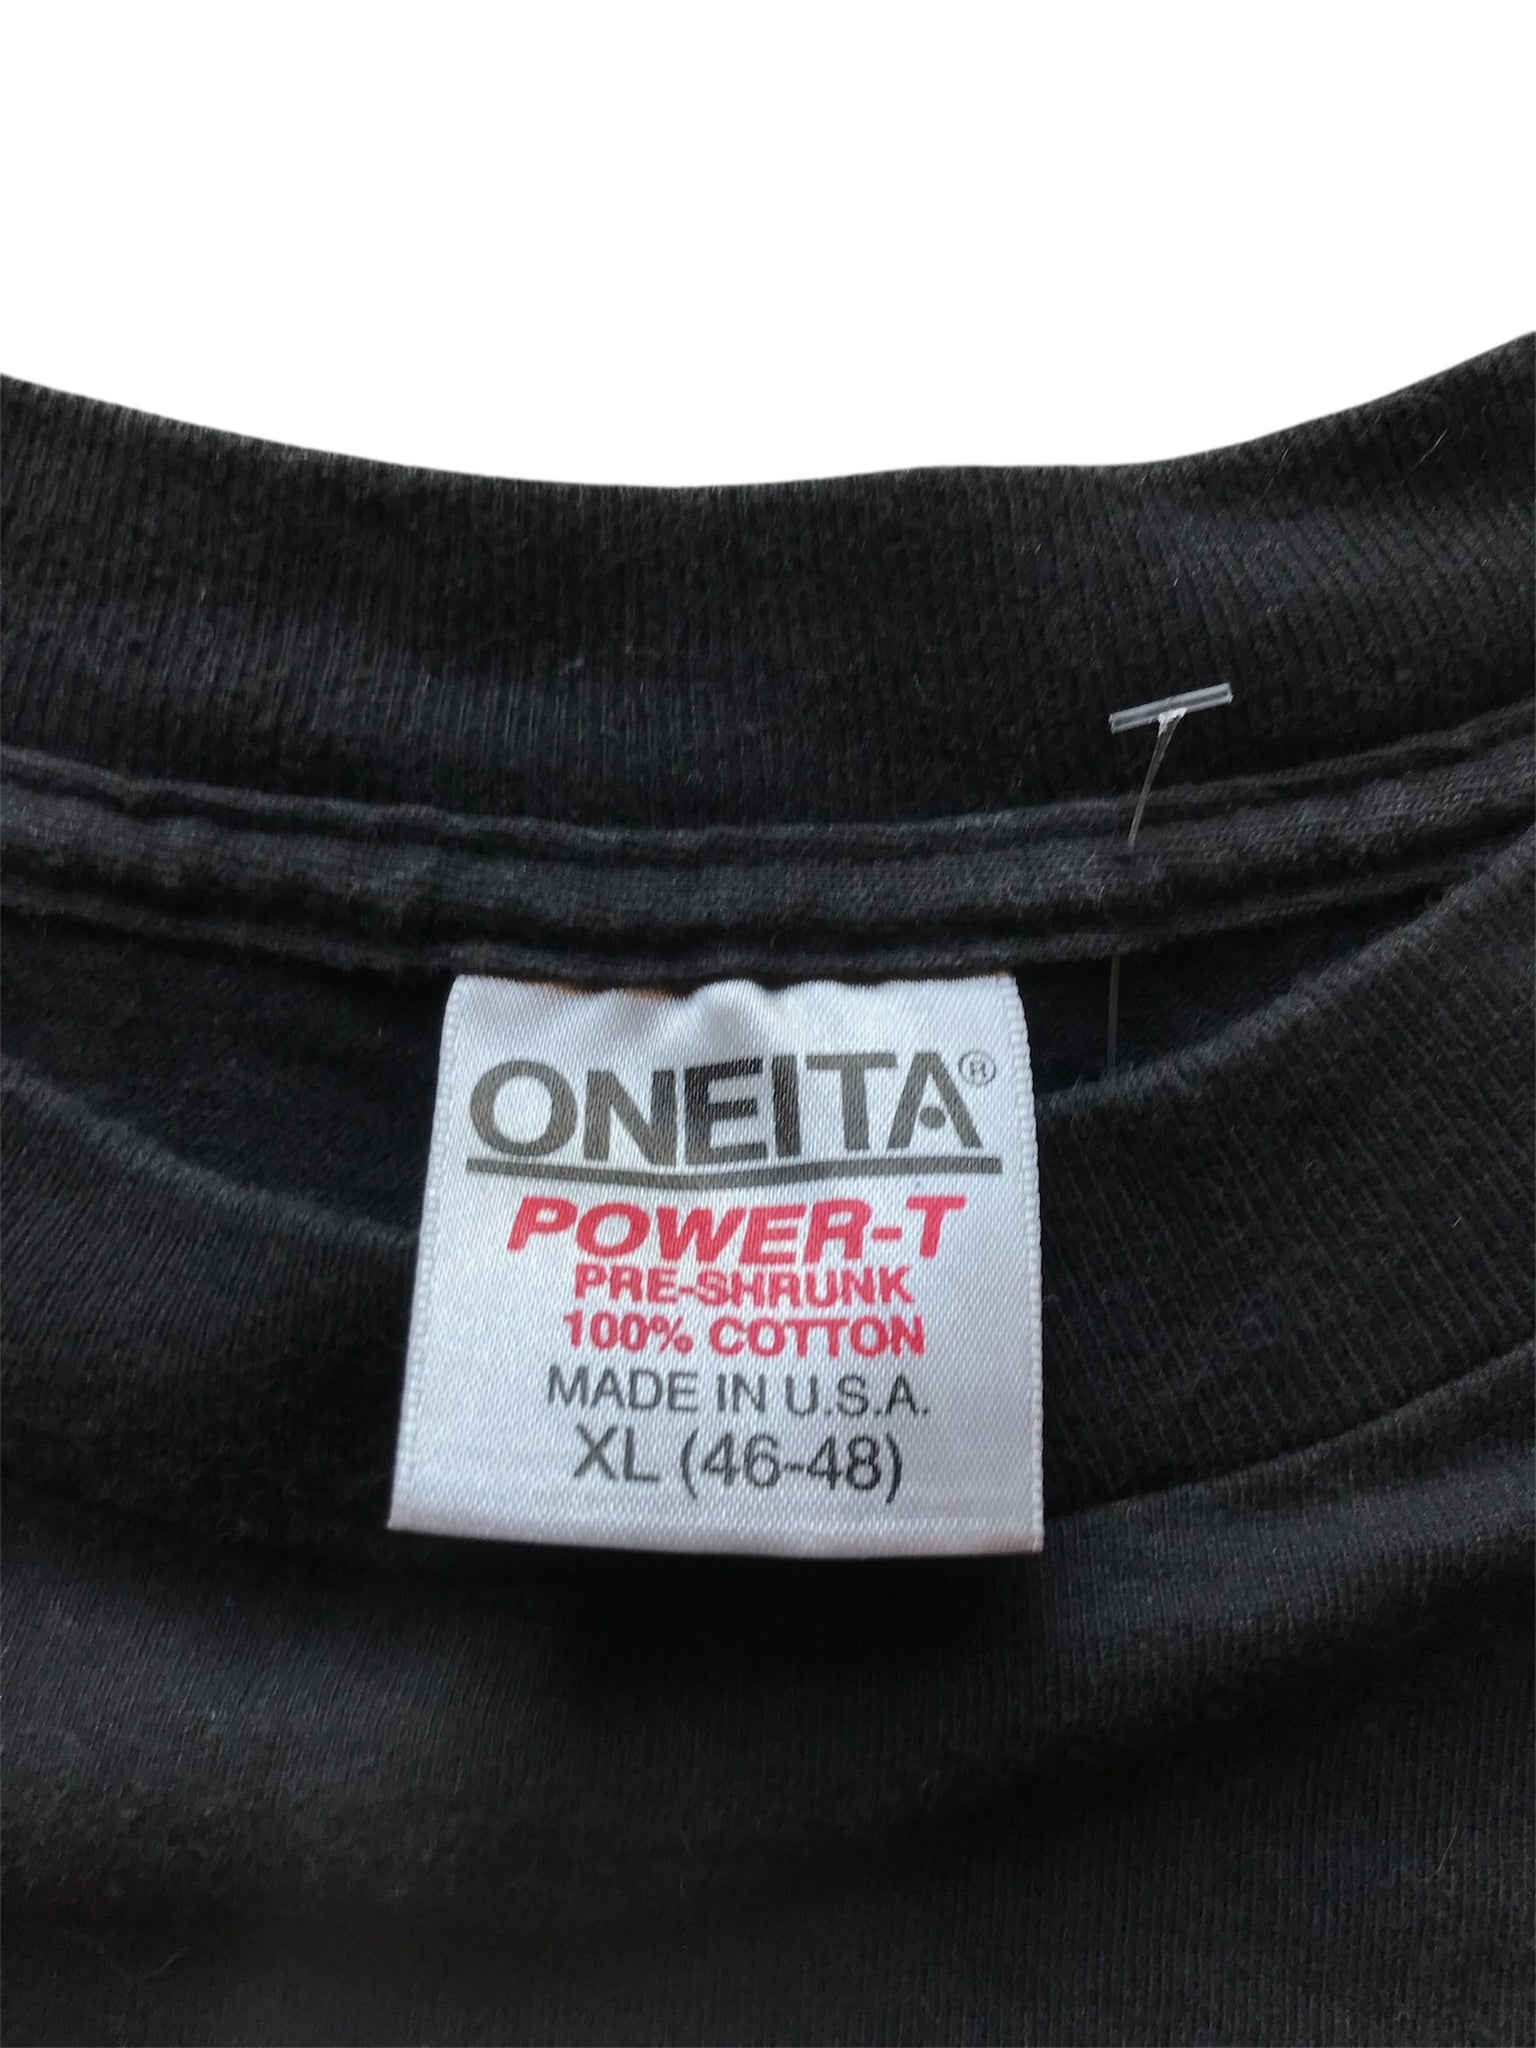 ONEITA®
POWER-T
PRE-SHRUNK
100% COTTON
MADE IN U.S.A.
XL (46-48)